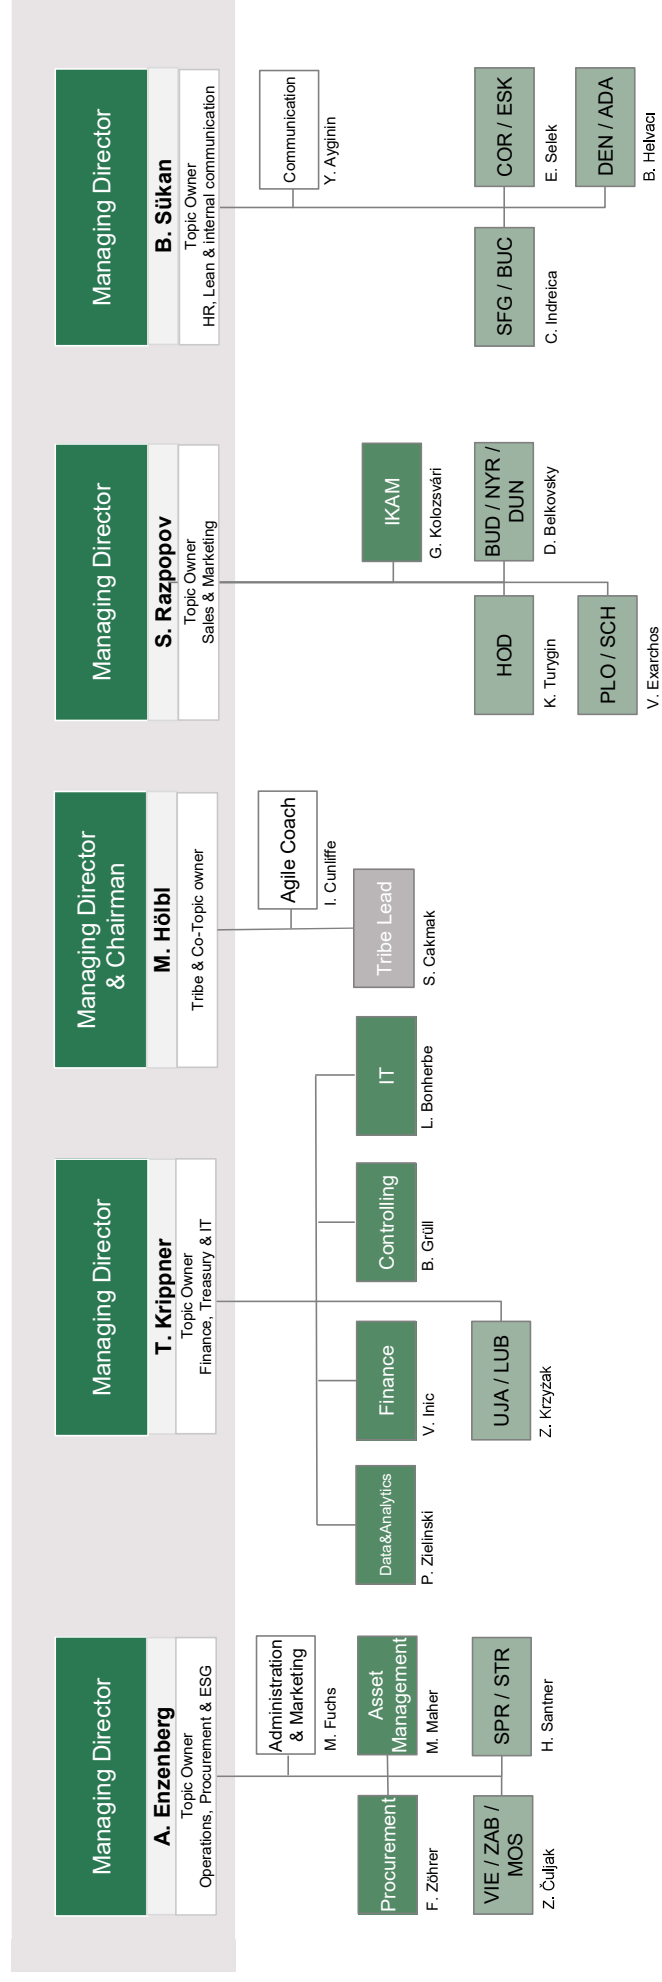 Managing Director
A. Enzenberg
Topic Owner
Operations, Procurement & ESG
Administration
& Marketing
M. Fuchs
Procurement
F. Zöhrer
Asset
Management
M. Maher
VIE / ZAB /
MOS
Z. Čuljak
SPR / STR
H. Santner
Managing Director
T. Krippner
Topic Owner
Finance, Treasury & IT
Data&Analytics
P. Zielinski
Finance
V. Inic
Controlling
B. Grüll
IT
L. Bonherbe
UJA / LUB
Z. Krzyżak
Managing Director
& Chairman
M. Hölbl
Tribe & Co-Topic owner
Agile Coach
I. Cunliffe
Tribe Lead
S. Cakmak
Managing Director
S. Razpopov
Topic Owner
Sales & Marketing
IKAM
G. Kolozsvári
HOD
K. Turygin
BUD / NYR /
DUN
D. Belkovsky
PLO / SCH
V. Exarchos
Managing Director
B. Sükan
Topic Owner
HR, Lean & internal communication
Communication
Y. Ayginin
SFG / BUC
C. Indreica
COR / ESK
E. Selek
DEN / ADA
B. Helvacı